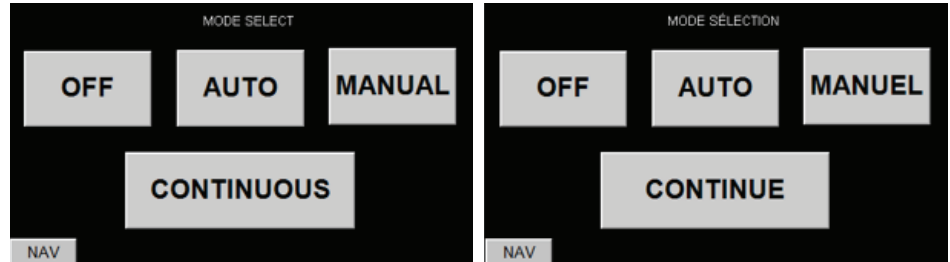 MODE SELECT
OFF
AUTO
MANUAL
CONTINUOUS
NAV
MODE SÉLECTION
OFF
AUTO
MANUEL
CONTINUE
NAV